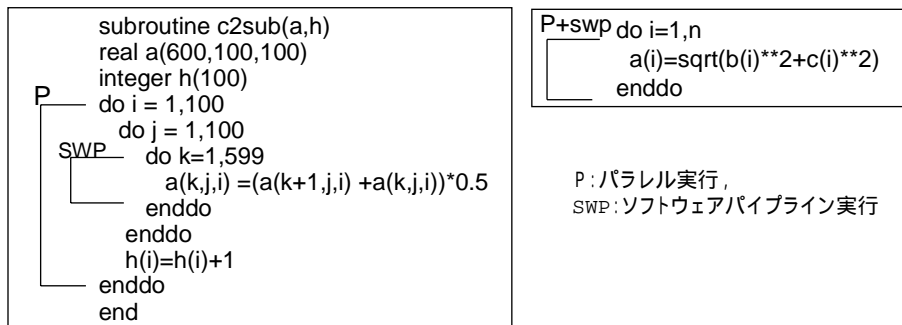 subroutine c2sub(a,h)
real a(600,100,100)
integer h(100)
P do i = 1,100
do j = 1,100
SWP do k=1,599
a(k,j,i) =(a(k+1,j,i) +a(k,j,i))*0.5
enddo
enddo
h(i)=h(i)+1
enddo
end
P+swp do i=1,n
a(i)=sqrt(b(i)**2+c(i)**2)
enddo
P:パラレル実行,
SWP:ソフトウェアパイプライン実行